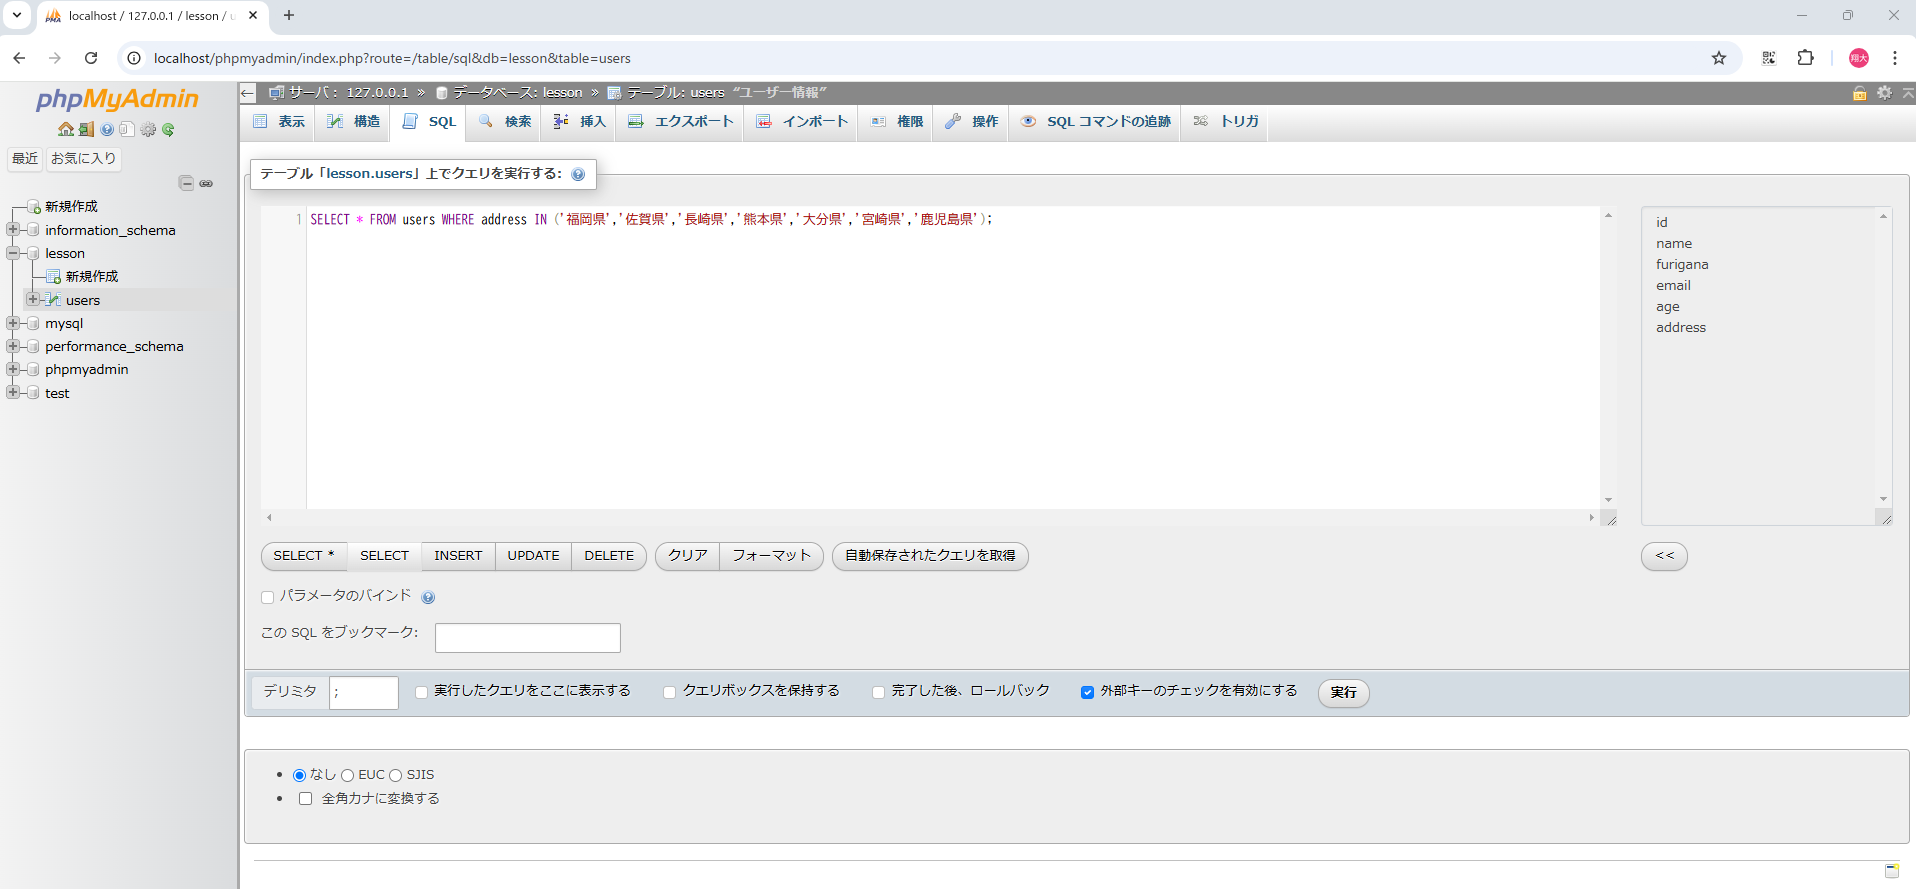 localhost / 127.0.0.1 / lesson / u
localhost/phpmyadmin/index.php?route=/table/sql&db=lesson&table=users
翔大
phpMyAdmin
最近 お気に入り
新規作成
information_schema
lesson
新規作成
users
mysql
performance_schema
phpmyadmin
test
サーバ: 127.0.0.1 » データベース: lesson » テーブル: users “ユーザー情報”
表示 構造 SQL 検索 挿入 エクスポート インポート 権限 操作 SQL コマンドの追跡 トリガ
テーブル「lesson.users」上でクエリを実行する:
1 SELECT * FROM users WHERE address IN ('福岡県','佐賀県','長崎県','熊本県','大分県','宮崎県','鹿児島県');
id
name
furigana
email
age
address
SELECT * SELECT INSERT UPDATE DELETE クリア フォーマット 自動保存されたクエリを取得 <<
パラメータのバインド
この SQL をブックマーク:
デリミタ ; 実行したクエリをここに表示する クエリボックスを保持する 完了した後、ロールバック 外部キーのチェックを有効にする 実行
なし EUC SJIS
全角カナに変換する